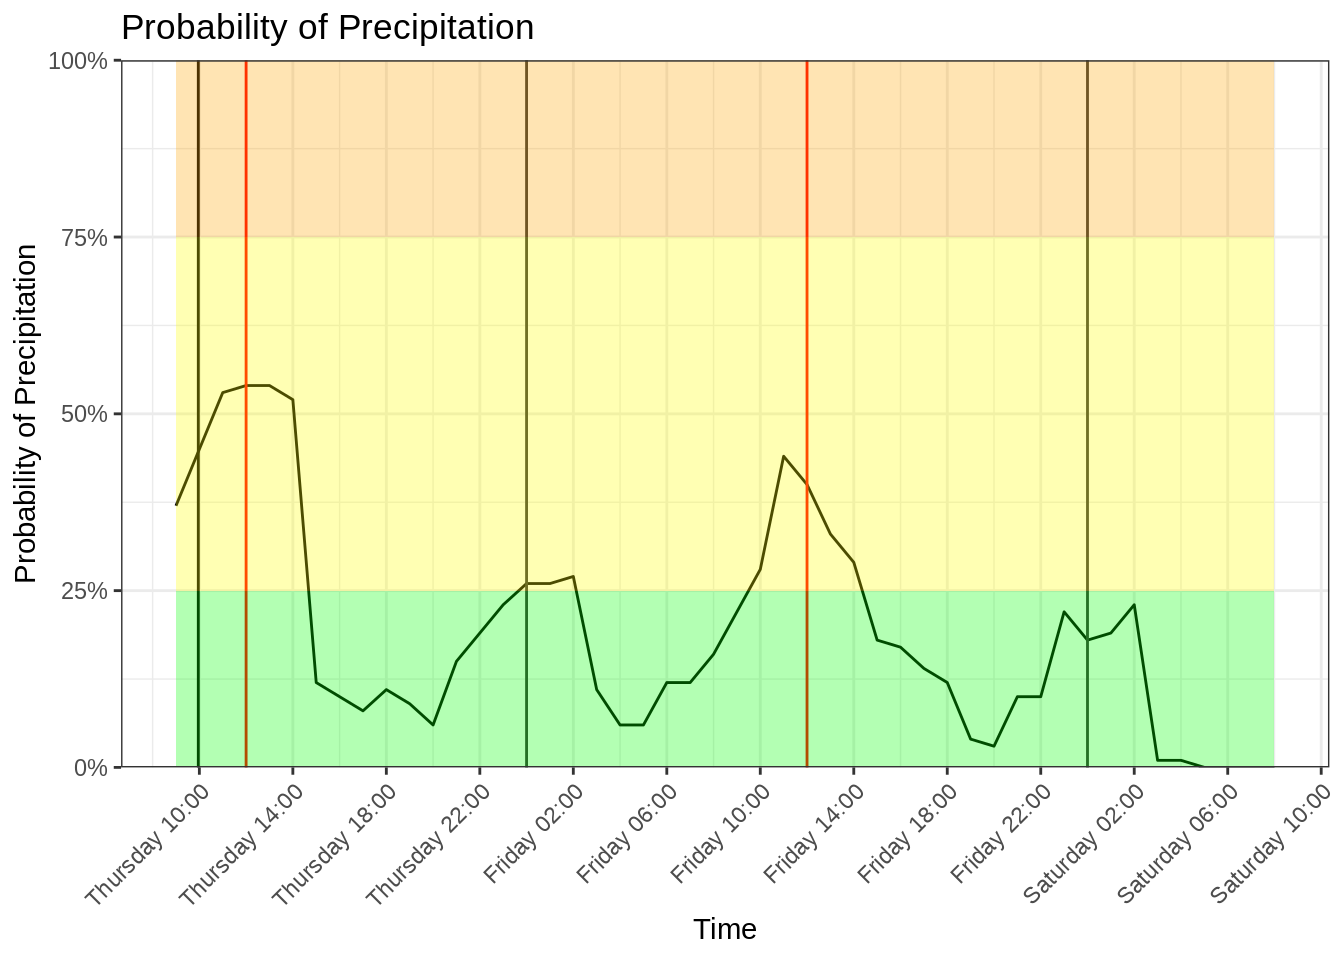 Probability of Precipitation
100%
75%
50%
25%
0%
Probability of Precipitation
Thursday 10:00
Thursday 14:00
Thursday 18:00
Thursday 22:00
Friday 02:00
Friday 06:00
Friday 10:00
Friday 14:00
Friday 18:00
Friday 22:00
Saturday 02:00
Saturday 06:00
Saturday 10:00
Time